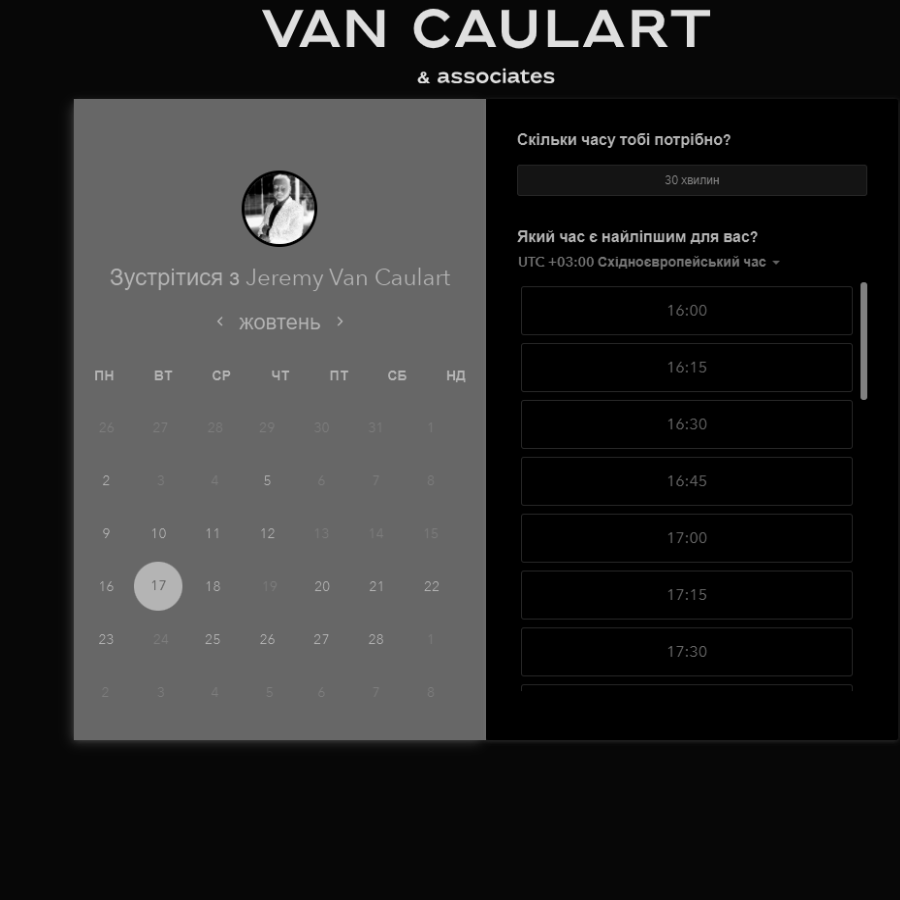 VAN CAULART
& associates
Зустрітися з Jeremy Van Caulart
жовтень
ПН ВТ СР ЧТ ПТ СБ НД
26 27 28 29 30 31 1
2 3 4 5 6 7 8
9 10 11 12 13 14 15
16 17 18 19 20 21 22
23 24 25 26 27 28 1
2 3 4 5 6 7 8
Скільки часу тобі потрібно?
30 хвилин
Який час є найліпшим для вас?
UTC +03:00 Східноєвропейський час
16:00
16:15
16:30
16:45
17:00
17:15
17:30